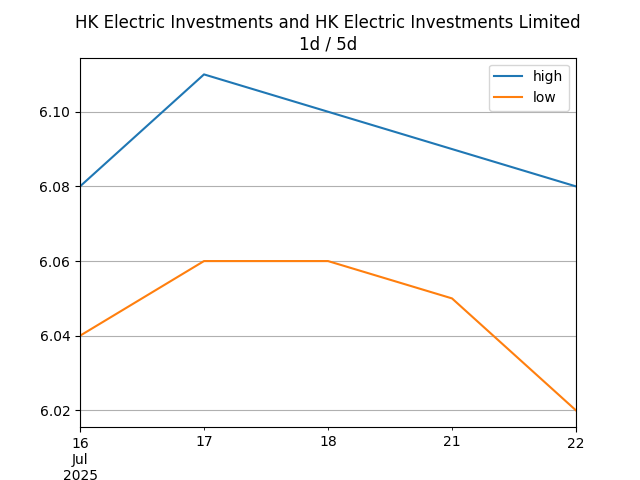 HK Electric Investments and HK Electric Investments Limited
1d / 5d
high
low
6.10
6.08
6.06
6.04
6.02
16 17 18 21 22
Jul
2025